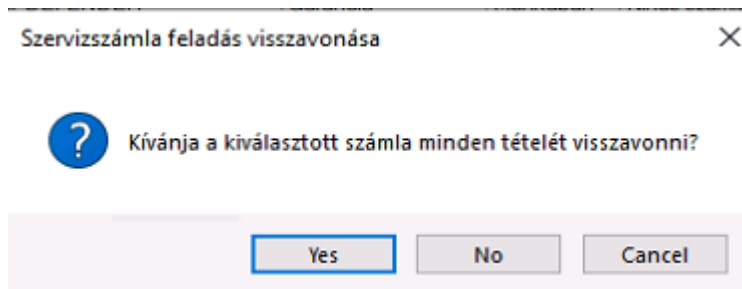 Szervizszámla feladás visszavonása
Kívánja a kiválasztott számla minden tételét visszavonni?
Yes
No
Cancel